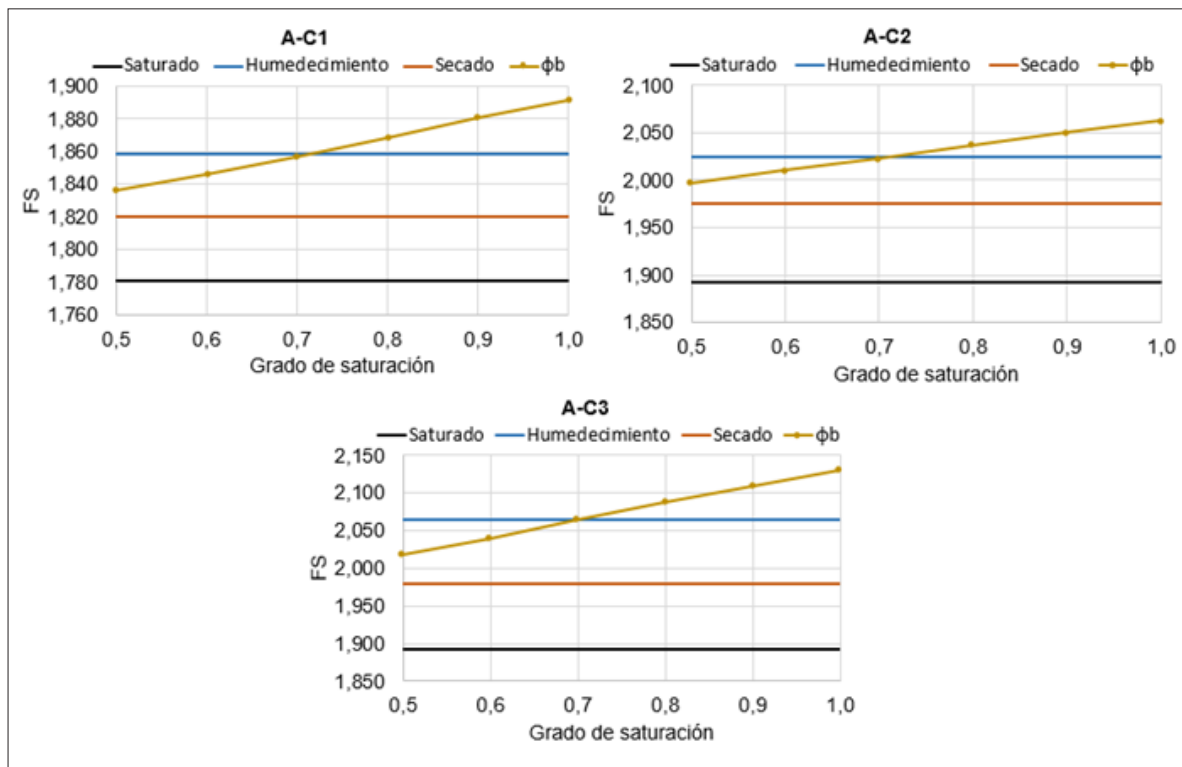 A-C1
Saturado Humedecimiento Secado ϕb
1,900
1,880
1,860
1,840
1,820
1,800
1,780
1,760
FS
0,5 0,6 0,7 0,8 0,9 1,0
Grado de saturación
A-C2
Saturado Humedecimiento Secado ϕb
2,100
2,050
2,000
1,950
1,900
1,850
FS
0,5 0,6 0,7 0,8 0,9 1,0
Grado de saturación
A-C3
Saturado Humedecimiento Secado ϕb
2,150
2,100
2,050
2,000
1,950
1,900
1,850
FS
0,5 0,6 0,7 0,8 0,9 1,0
Grado de saturación